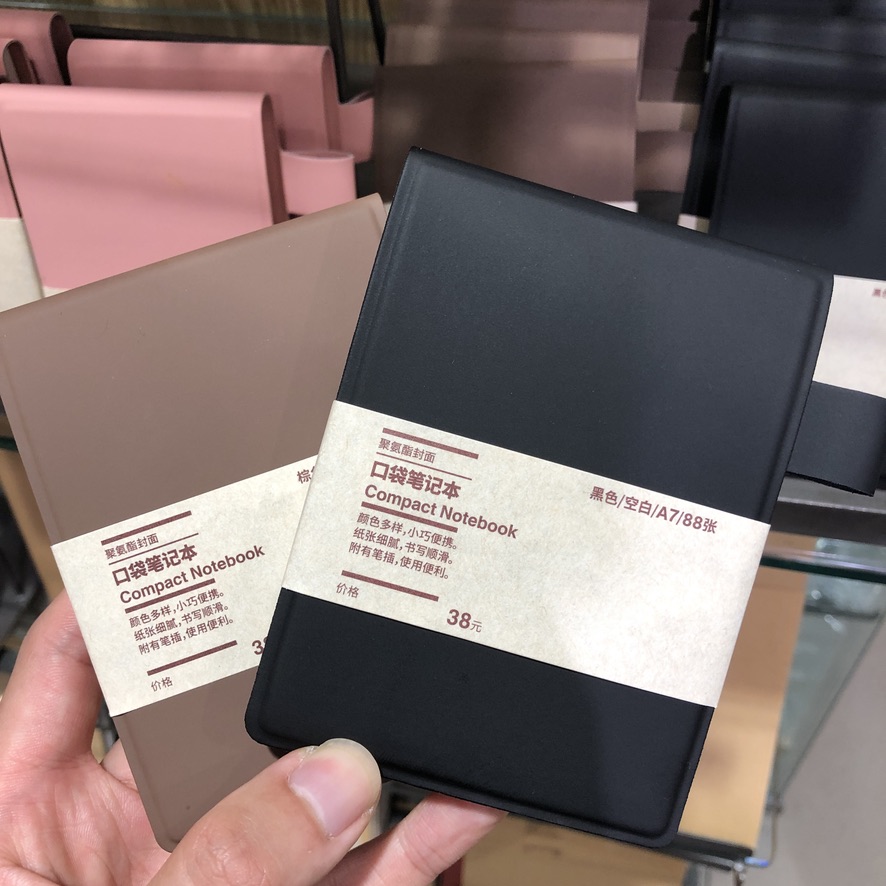 聚氨酯封面
口袋笔记本
Compact Notebook
颜色多样，小巧便携。
纸张细腻，书写顺滑。
附有笔插，使用便利。
价格
38元
黑色/空白/A7/88张
棕
聚氨酯封面
口袋笔记本
Compact Notebook
颜色多样，小巧便携。
纸张细腻，书写顺滑。
附有笔插，使用便利。
价格
3